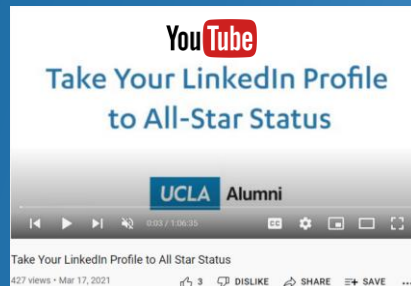 YouTube
Take Your LinkedIn Profile
to All-Star Status
UCLA Alumni
0:03 / 1:06:35
CC
Take Your LinkedIn Profile to All Star Status
427 views • Mar 17, 2021 3 DISLIKE SHARE SAVE ...